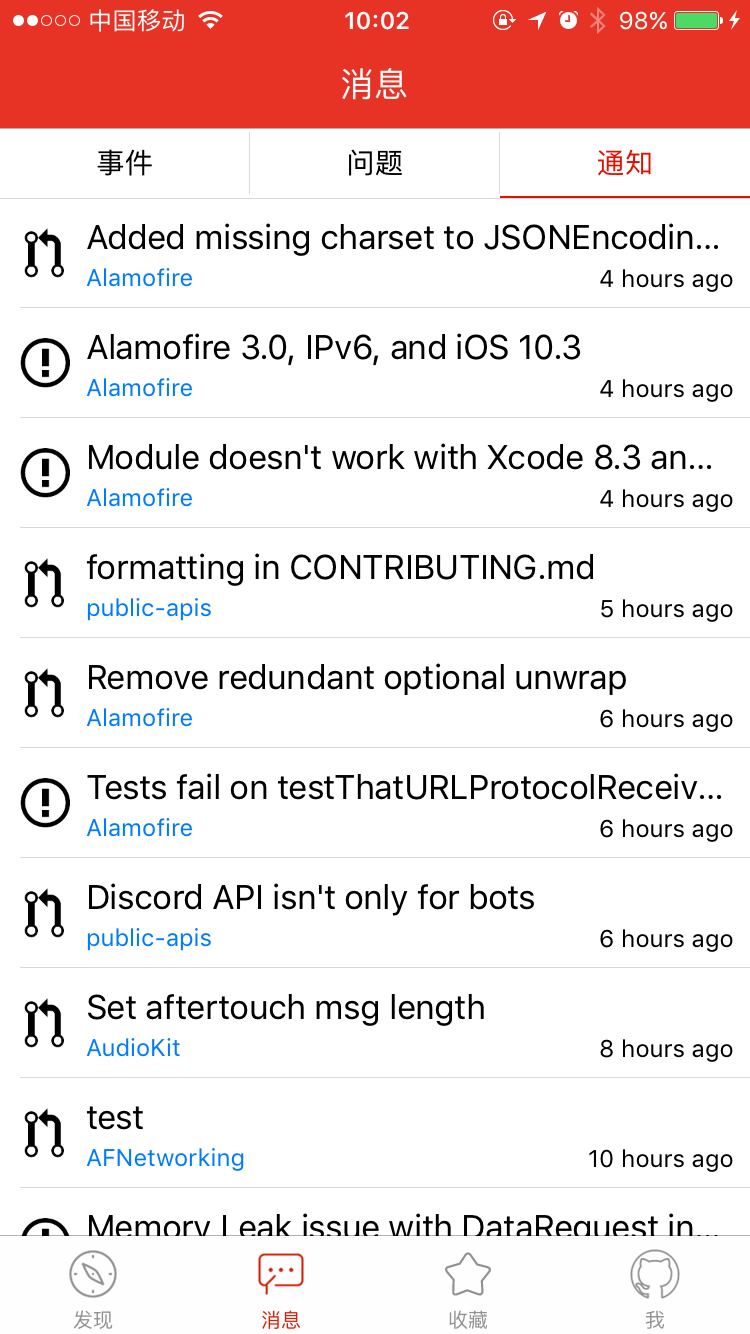 中国移动 10:02 98%
消息
事件 问题 通知
Added missing charset to JSONEncodin...
Alamofire 4 hours ago
Alamofire 3.0, IPv6, and iOS 10.3
Alamofire 4 hours ago
Module doesn't work with Xcode 8.3 an...
Alamofire 4 hours ago
formatting in CONTRIBUTING.md
public-apis 5 hours ago
Remove redundant optional unwrap
Alamofire 6 hours ago
Tests fail on testThatURLProtocolReceiv...
Alamofire 6 hours ago
Discord API isn't only for bots
public-apis 6 hours ago
Set aftertouch msg length
AudioKit 8 hours ago
test
AFNetworking 10 hours ago
Memory Leak issue with DataRequest in...
发现 消息 收藏 我